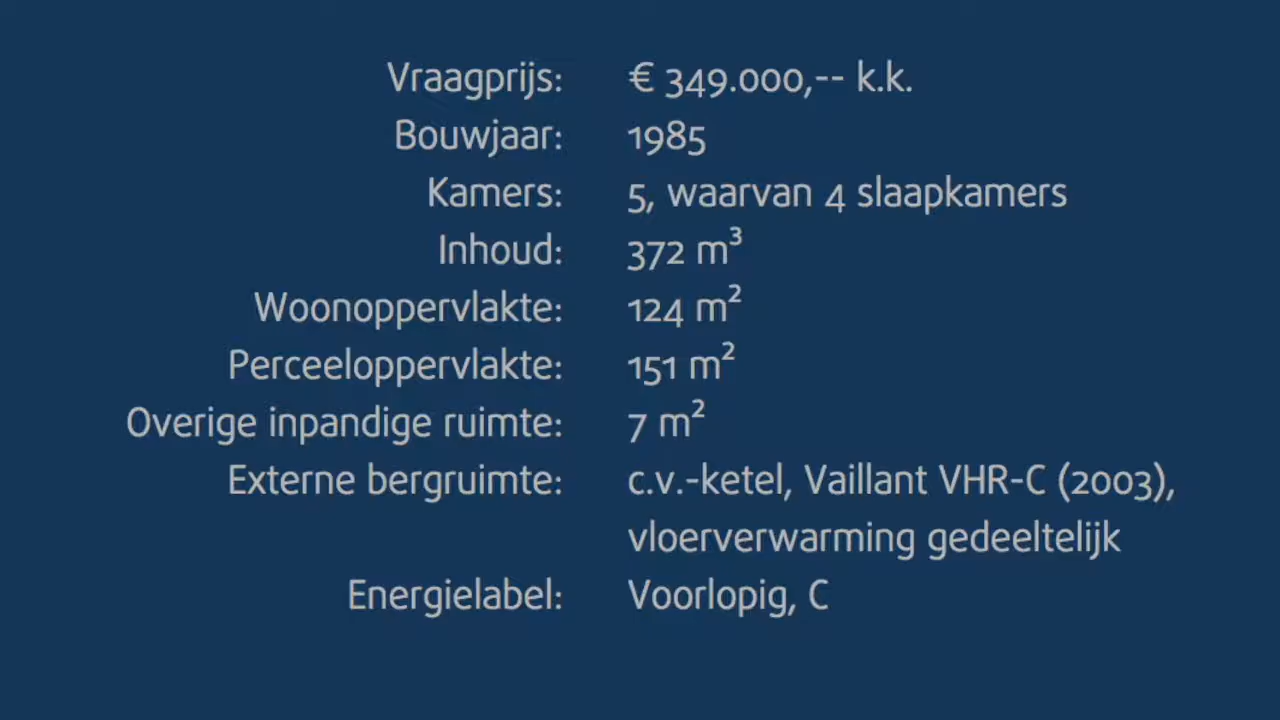 Vraagprijs: € 349.000,-- k.k.
Bouwjaar: 1985
Kamers: 5, waarvan 4 slaapkamers
Inhoud: 372 m³
Woonoppervlakte: 124 m²
Perceeloppervlakte: 151 m²
Overige inpandige ruimte: 7 m²
Externe bergruimte: c.v.-ketel, Vaillant VHR-C (2003),
vloerverwarming gedeeltelijk
Energielabel: Voorlopig, C